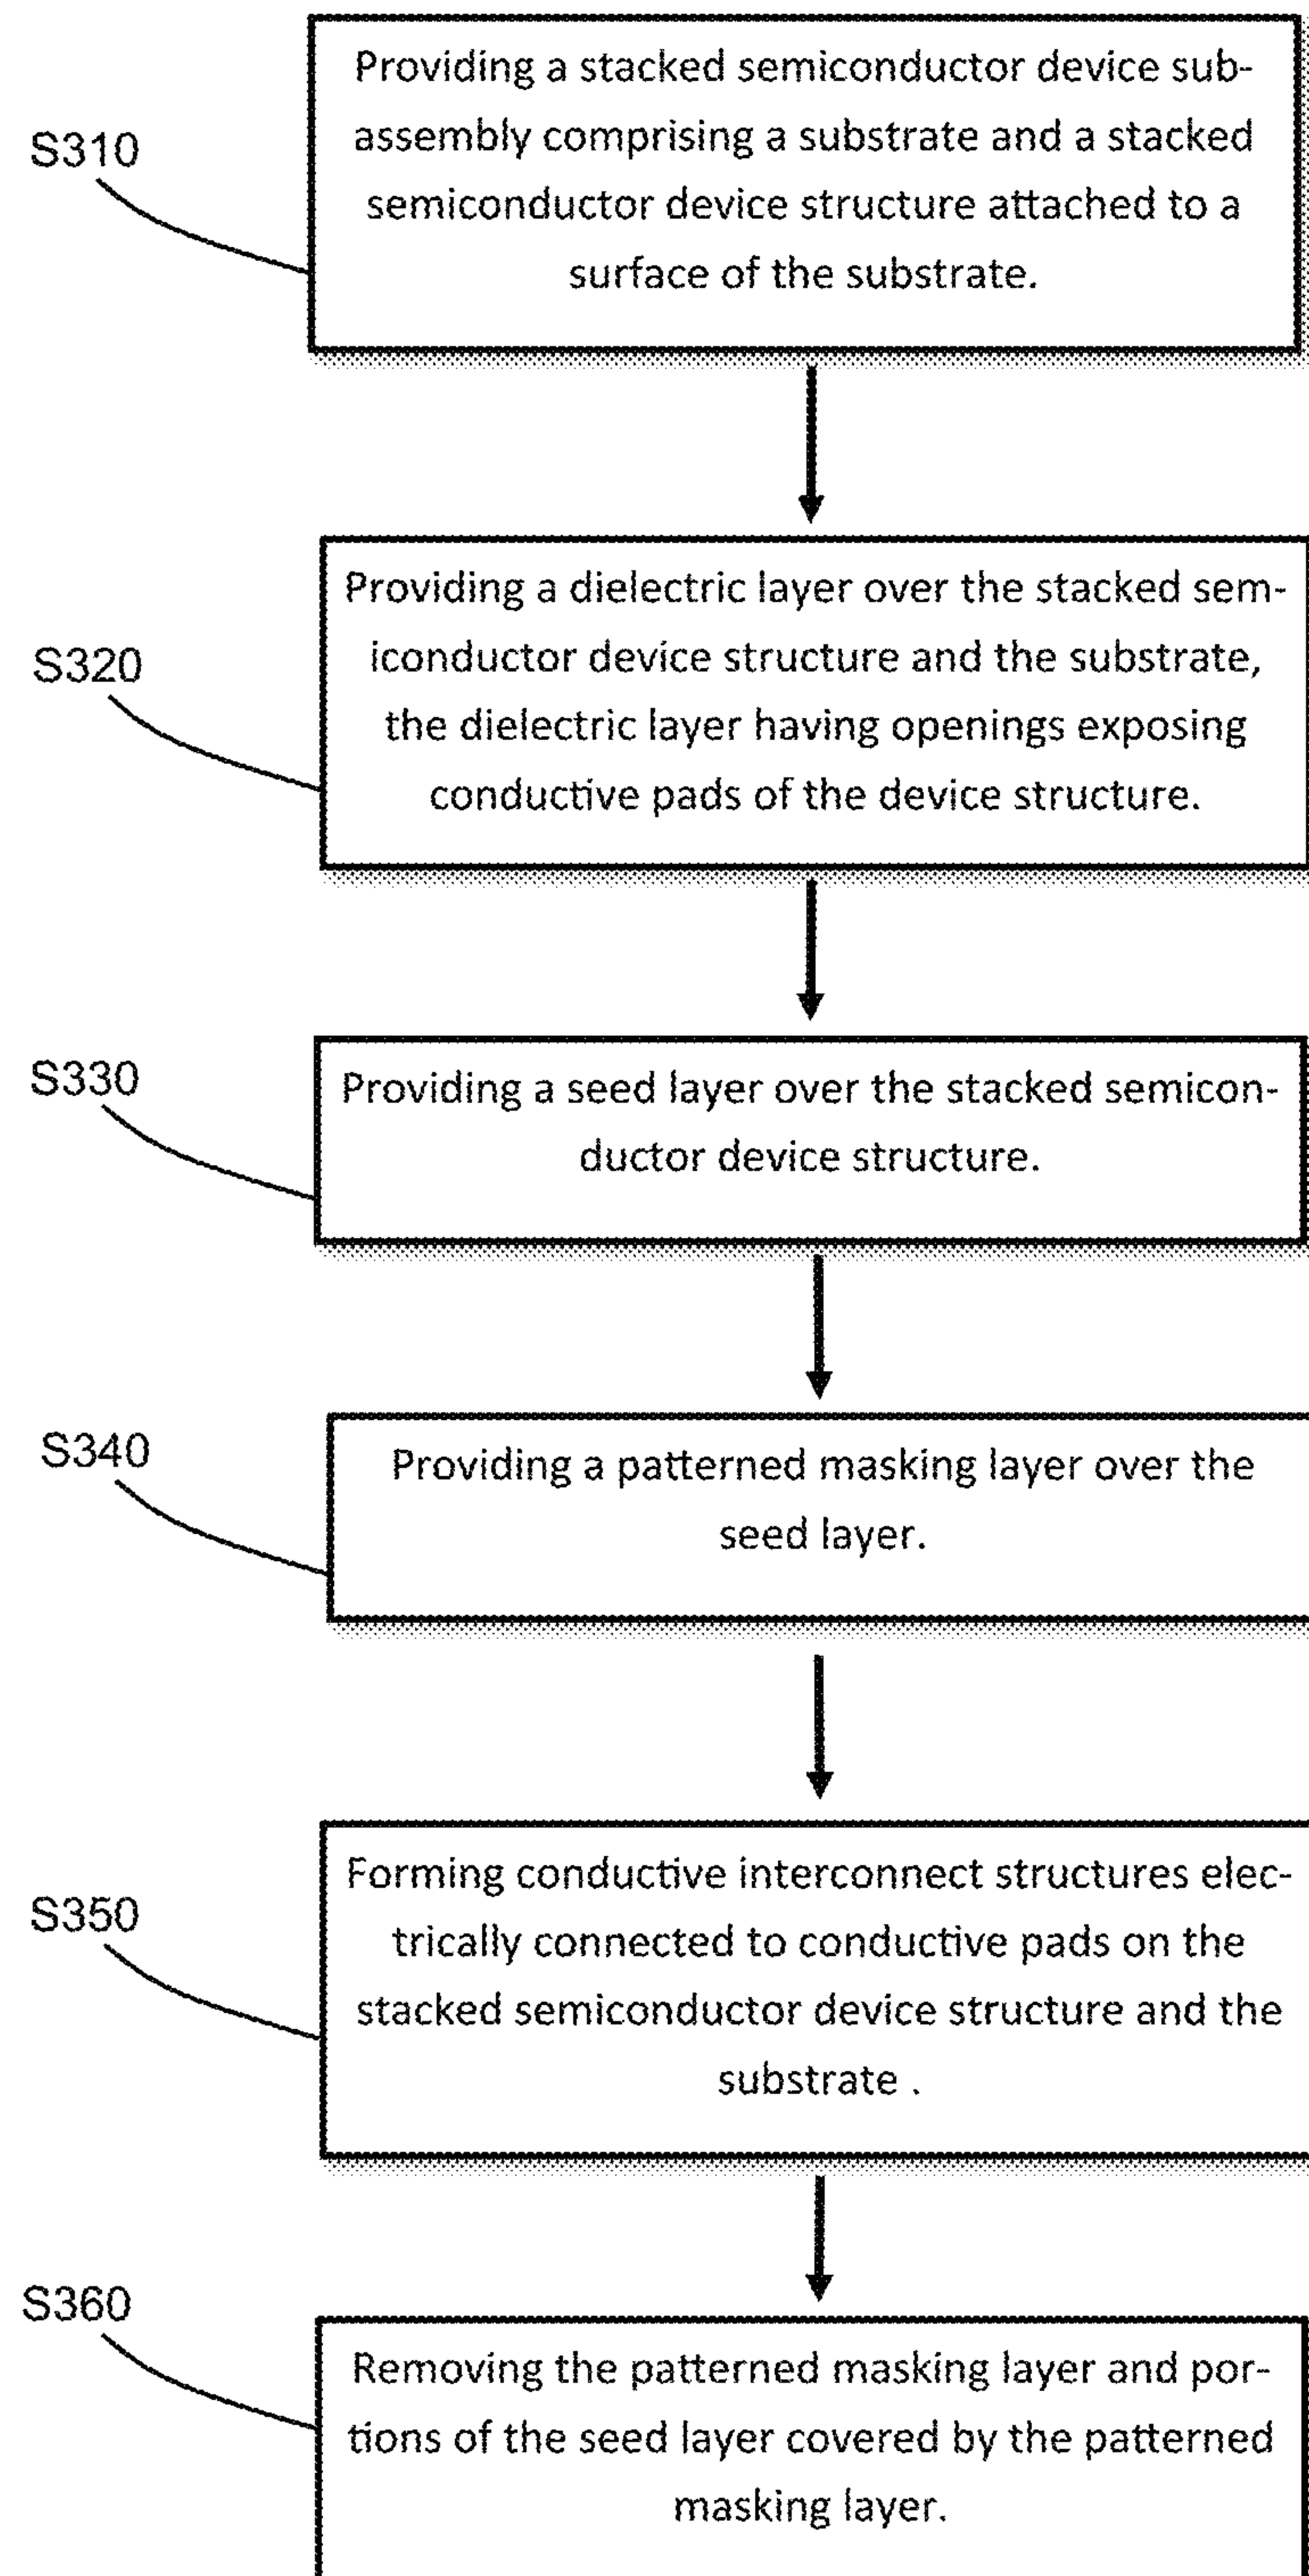 Providing a stacked semiconductor device sub-
assembly comprising a substrate and a stacked
S310
semiconductor device structure attached to a
surface of the substrate.
Providing a dielectric layer over the stacked sem-
iconductor device structure and the substrate,
S320
the dielectric layer having openings exposing
conductive pads of the device structure.
S330
Providing a seed layer over the stacked semicon-
ductor device structure.
S340
Providing a patterned masking layer over the
seed layer.
Forming conductive interconnect structures elec-
S350
trically connected to conductive pads on the
stacked semiconductor device structure and the
substrate .
S360
Removing the patterned masking layer and por-
tions of the seed layer covered by the patterned
masking layer.